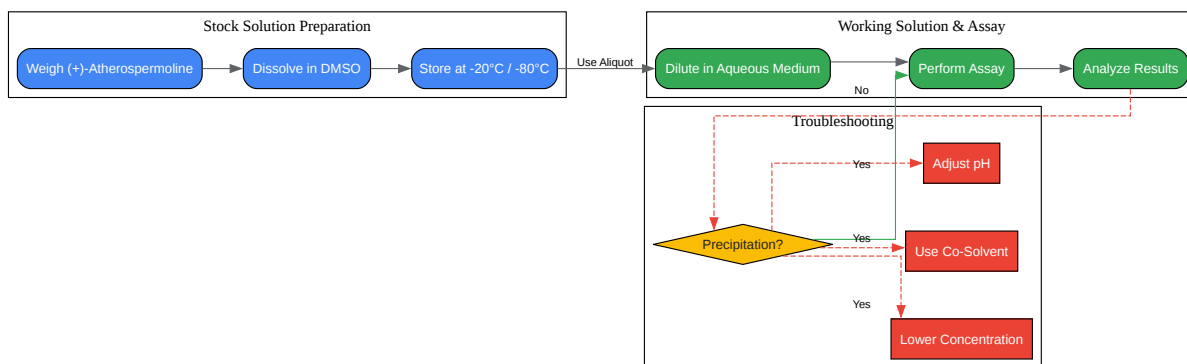 Stock Solution Preparation
Weigh (+)-Atherospermoline
Dissolve in DMSO
Store at -20°C / -80°C
Use Aliquot
Working Solution & Assay
Dilute in Aqueous Medium
Perform Assay
Analyze Results
No
Troubleshooting
Yes
Adjust pH
Precipitation?
Yes
Use Co-Solvent
Yes
Lower Concentration